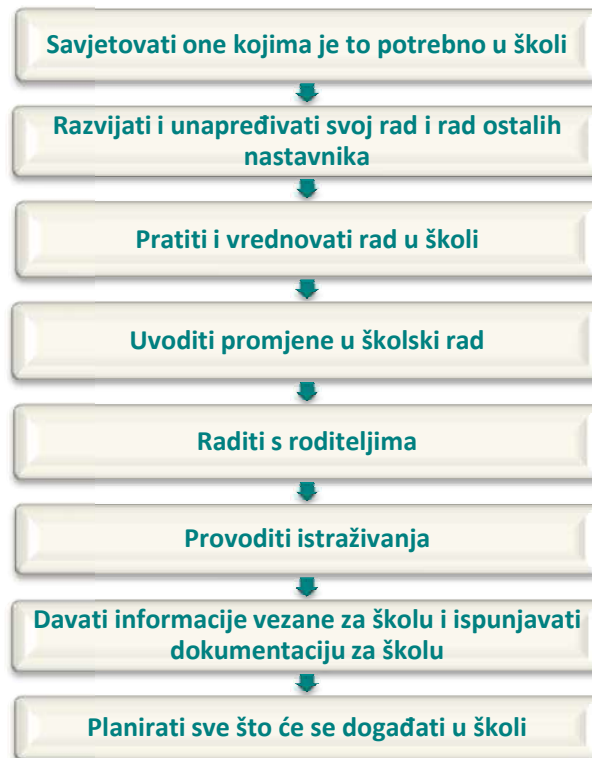 Savjetovati one kojima je to potrebno u školi
Razvijati i unapređivati svoj rad i rad ostalih
nastavnika
Pratiti i vrednovati rad u školi
Uvoditi promjene u školski rad
Raditi s roditeljima
Provoditi istraživanja
Davati informacije vezane za školu i ispunjavati
dokumentaciju za školu
Planirati sve što će se događati u školi